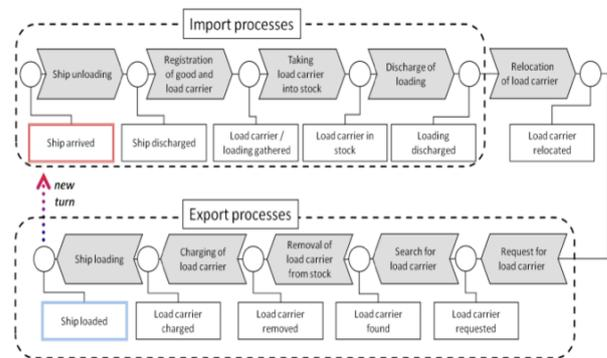 Import processes
Ship unloading
Registration
of good and
load carrier
Taking
load carrier
into stock
Discharge of
loading
Relocation
of load carrier
Ship arrived
Ship discharged
Load carrier /
loading gathered
Load carrier in
stock
Loading
discharged
Load carrier
relocated
new
turn
Export processes
Ship loading
Charging of
load carrier
Removal of
load carrier
from stock
Search for
load carrier
Request for
load carrier
Ship loaded
Load carrier
charged
Load carrier
removed
Load carrier
found
Load carrier
requested